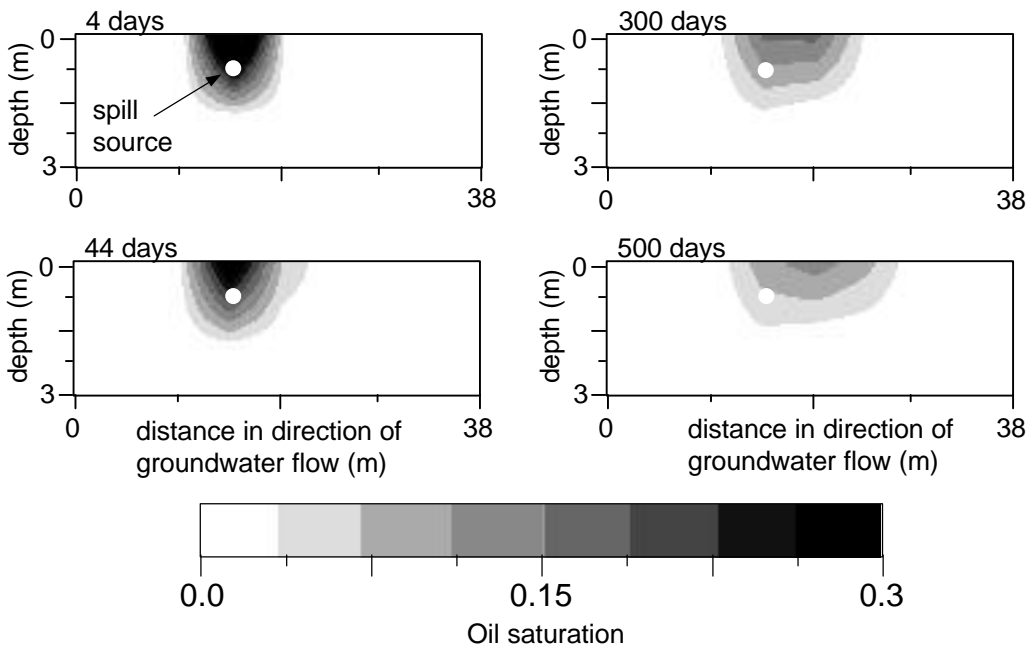 4 days
0
depth (m)
spill
source
3
0
38
300 days
0
depth (m)
3
0
38
44 days
0
depth (m)
3
0
38
distance in direction of
groundwater flow (m)
500 days
0
depth (m)
3
0
38
distance in direction of
groundwater flow (m)
0.0
0.15
0.3
Oil saturation